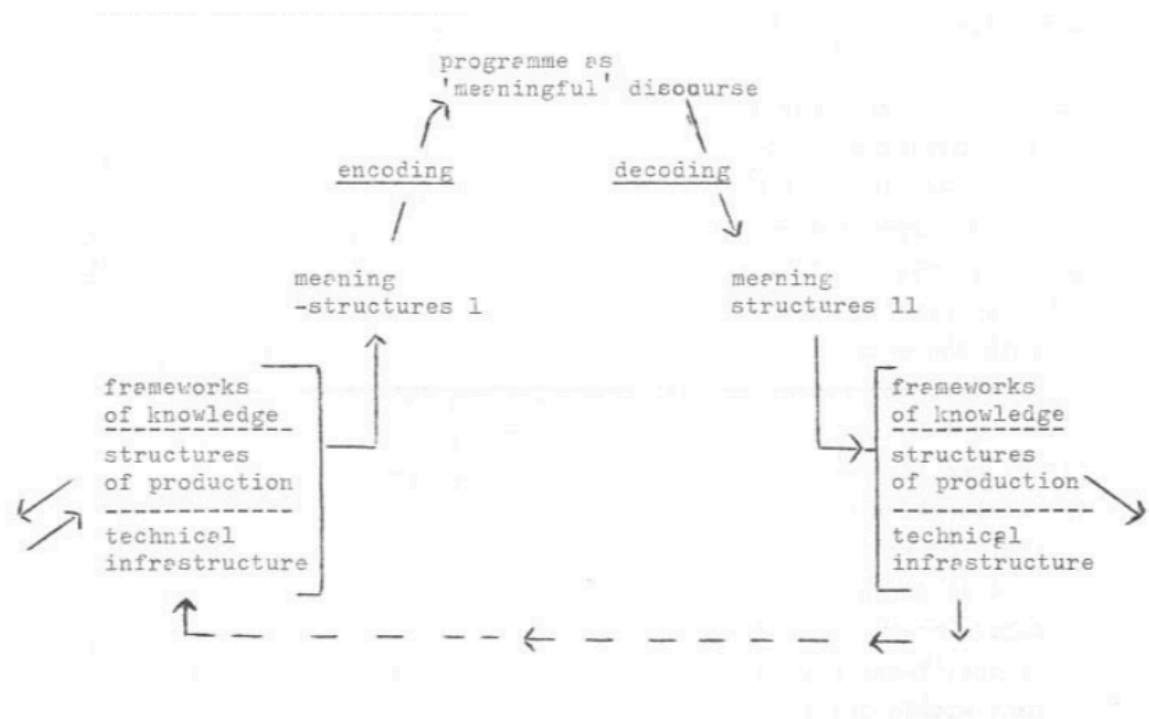 programme as
'meaningful' discourse
encoding
decoding
meaning
-structures 1
meaning
structures 11
frameworks
of knowledge
structures
of production
technical
infrastructure
frameworks
of knowledge
structures
of production
technical
infrastructure